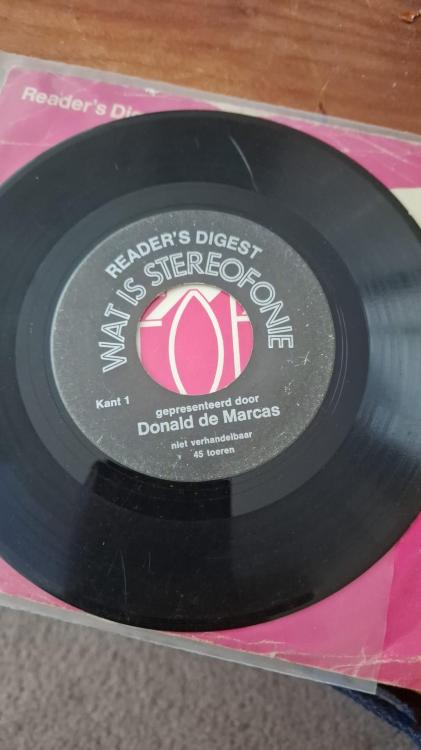 Reader's Di
READER'S DIGEST
WAT IS STEREOFONIE
Kant 1
gepresenteerd door
Donald de Marcas
niet verhandelbaar
45 toeren